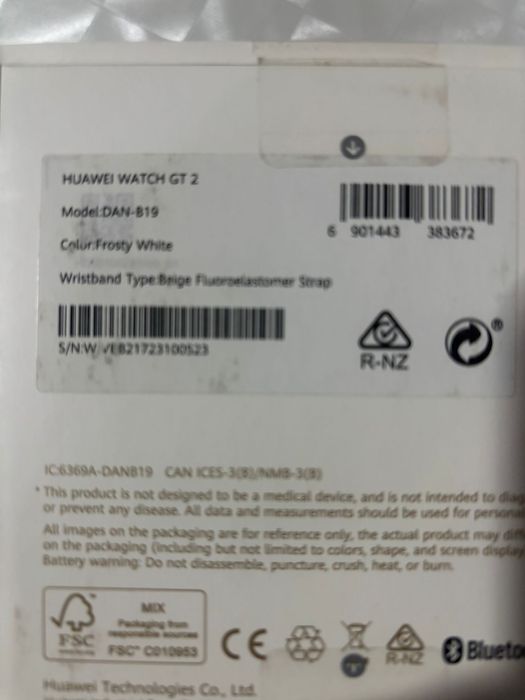 HUAWEI WATCH GT 2
Model:DAN-B19
Color:Frosty White
Wristband Type:Beige Fluoroelastomer Strap
6 901443 383672
R-NZ
®
IC:6369A-DANB19 CAN ICES-3(B)/NMB-3(B)
* This product is not designed to be a medical device, and is not intended to diag
or prevent any disease. All data and measurements should be used for persona
All images on the packaging are for reference only, the actual product may diff
on the packaging (including but not limited to colors, shape, and screen display
Battery warning: Do not disassemble, puncture, crush, heat, or burn.
FSC
MIX
Packaging from
responsible sources
FSC® C010953
CE
R-NZ
Blueto
Huawei Technologies Co., Ltd.